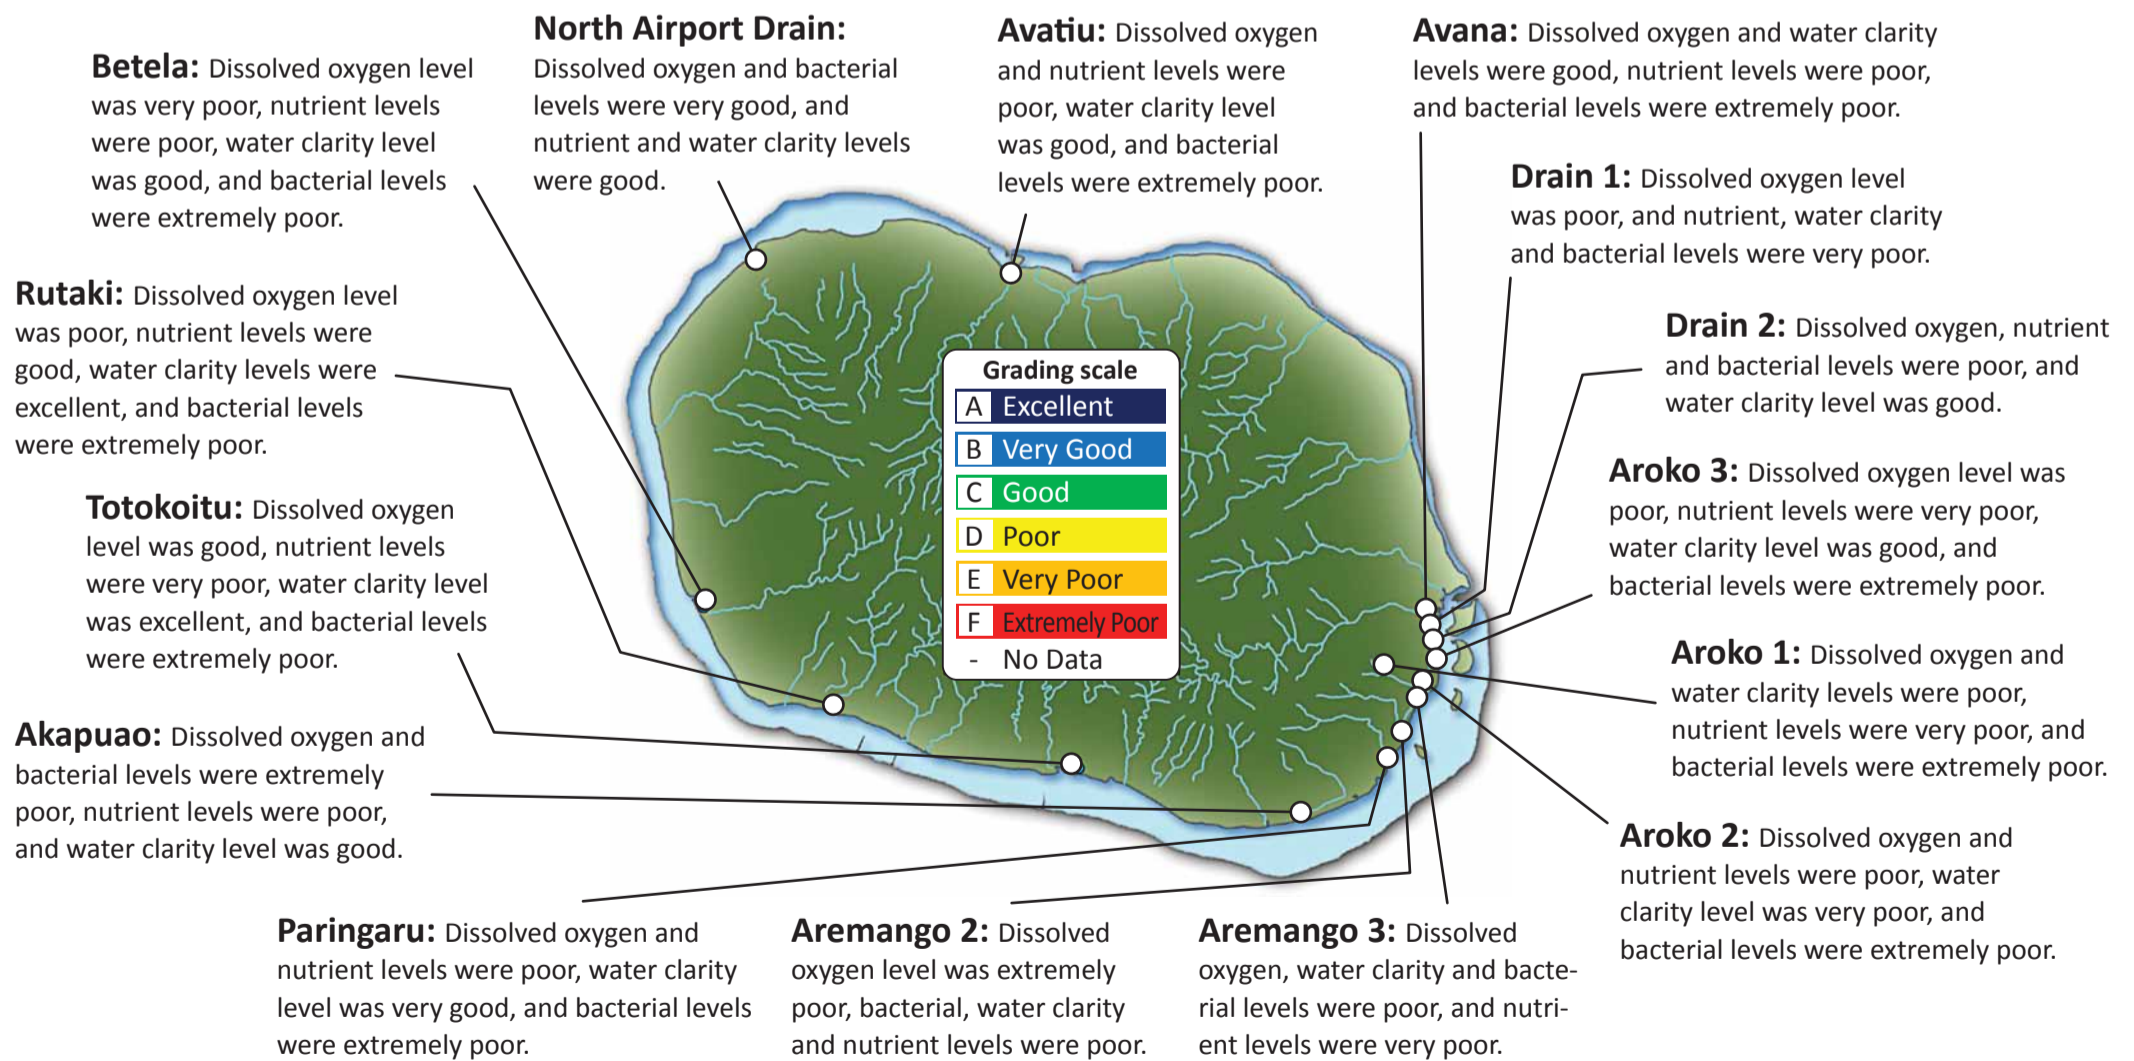 Betela: Dissolved oxygen level
was very poor, nutrient levels
were poor, water clarity level
was good, and bacterial levels
were extremely poor.
North Airport Drain:
Dissolved oxygen and bacterial
levels were very good, and
nutrient and water clarity levels
were good.
Avatiu: Dissolved oxygen
and nutrient levels were
poor, water clarity level
was good, and bacterial
levels were extremely poor.
Avana: Dissolved oxygen and water clarity
levels were good, nutrient levels were poor,
and bacterial levels were extremely poor.
Drain 1: Dissolved oxygen level
was poor, and nutrient, water clarity
and bacterial levels were very poor.
Rutaki: Dissolved oxygen level
was poor, nutrient levels were
good, water clarity levels were
excellent, and bacterial levels
were extremely poor.
Drain 2: Dissolved oxygen, nutrient
and bacterial levels were poor, and
water clarity level was good.
Grading scale
A Excellent
B Very Good
C Good
D Poor
E Very Poor
F Extremely Poor
- No Data
Aroko 3: Dissolved oxygen level was
poor, nutrient levels were very poor,
water clarity level was good, and
bacterial levels were extremely poor.
Totokoitu: Dissolved oxygen
level was good, nutrient levels
were very poor, water clarity level
was excellent, and bacterial levels
were extremely poor.
Aroko 1: Dissolved oxygen and
water clarity levels were poor,
nutrient levels were very poor, and
bacterial levels were extremely poor.
Akapuao: Dissolved oxygen and
bacterial levels were extremely
poor, nutrient levels were poor,
and water clarity level was good.
Aroko 2: Dissolved oxygen and
nutrient levels were poor, water
clarity level was very poor, and
bacterial levels were extremely poor.
Paringaru: Dissolved oxygen and
nutrient levels were poor, water clarity
level was very good, and bacterial levels
were extremely poor.
Aremango 2: Dissolved
oxygen level was extremely
poor, bacterial, water clarity
and nutrient levels were poor.
Aremango 3: Dissolved
oxygen, water clarity and bacte-
rial levels were poor, and nutri-
ent levels were very poor.